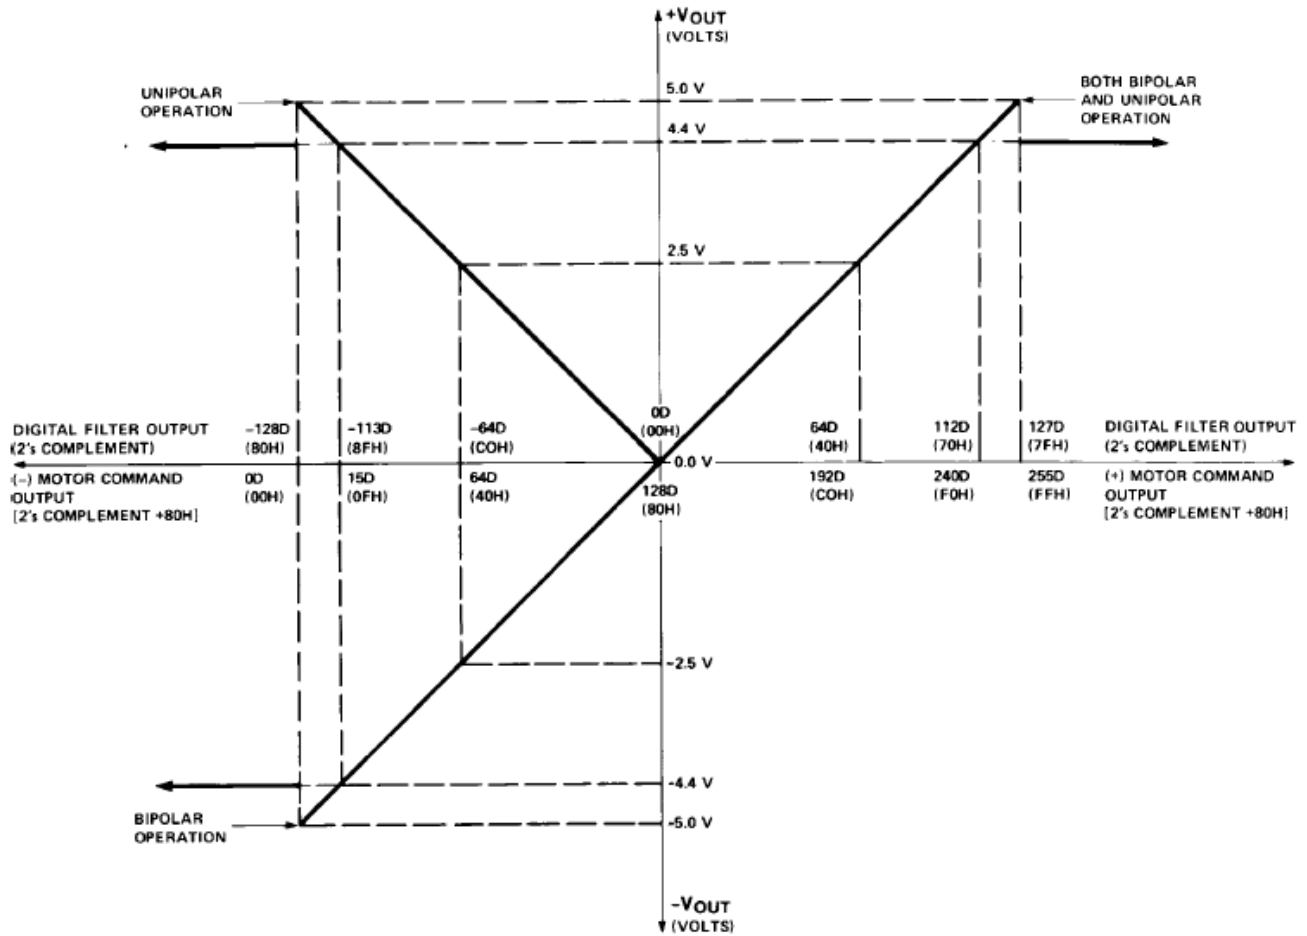 +VOUT
(VOLTS)
UNIPOLAR
OPERATION
5.0 V
BOTH BIPOLAR
AND UNIPOLAR
OPERATION
4.4 V
2.5 V
0D
(00H)
DIGITAL FILTER OUTPUT
(2's COMPLEMENT)
-128D
(80H)
-113D
(8FH)
-64D
(COH)
64D
(40H)
112D
(70H)
127D
(7FH)
DIGITAL FILTER OUTPUT
(2's COMPLEMENT)
0.0 V
(-) MOTOR COMMAND
OUTPUT
[2's COMPLEMENT +80H]
0D
(00H)
15D
(0FH)
64D
(40H)
128D
(80H)
192D
(COH)
240D
(F0H)
255D
(FFH)
(+) MOTOR COMMAND
OUTPUT
[2's COMPLEMENT +80H]
-2.5 V
-4.4 V
BIPOLAR
OPERATION
-5.0 V
-VOUT
(VOLTS)